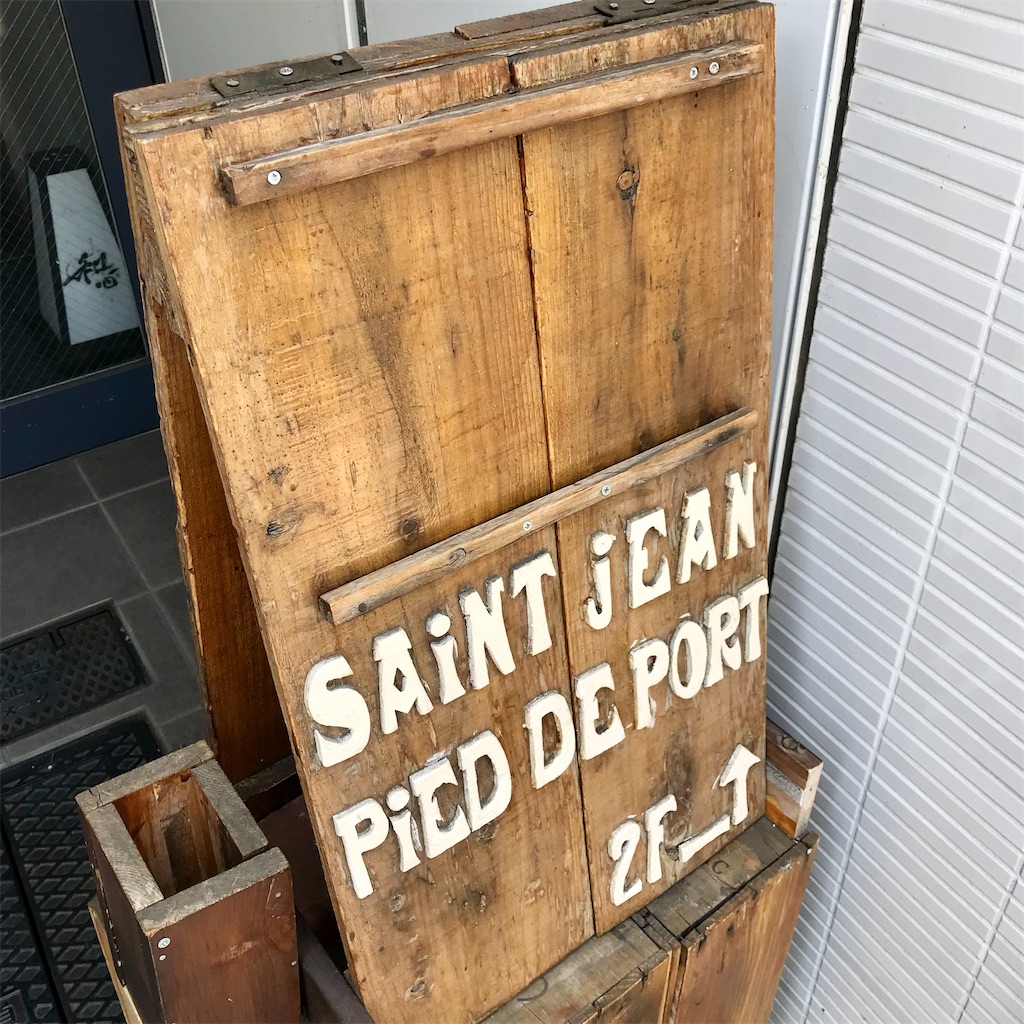 SAiNT jEAN
PiED DE PORT
2F